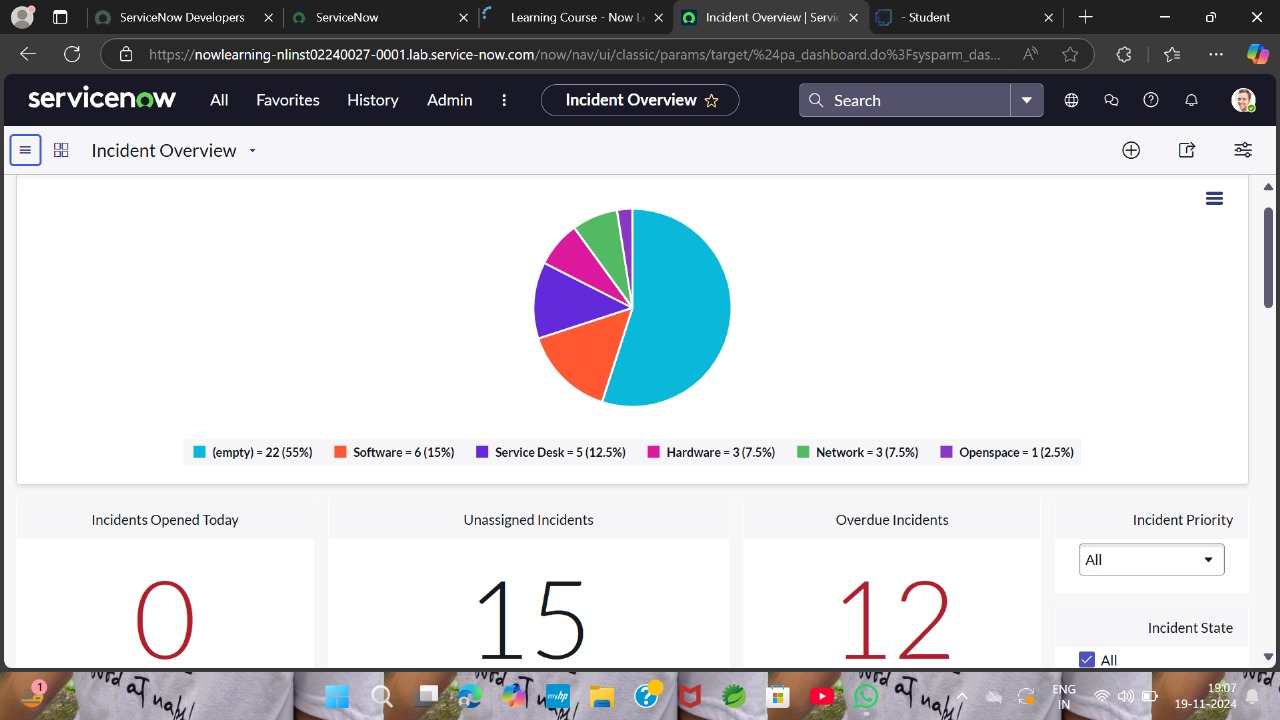 ServiceNow Developers
ServiceNow
Learning Course - Now L
Incident Overview | Servic
- Student
https://nowlearning-nlinst02240027-0001.lab.service-now.com/now/nav/ui/classic/params/target/%24pa_dashboard.do%3Fsysparm_das...
servicenow All Favorites History Admin Incident Overview Search
Incident Overview
(empty) = 22 (55%) Software = 6 (15%) Service Desk = 5 (12.5%) Hardware = 3 (7.5%) Network = 3 (7.5%) Openspace = 1 (2.5%)
Incidents Opened Today
0
Unassigned Incidents
15
Overdue Incidents
12
Incident Priority
All
Incident State
All
1
myhp
ENG
IN
19:07
19-11-2024